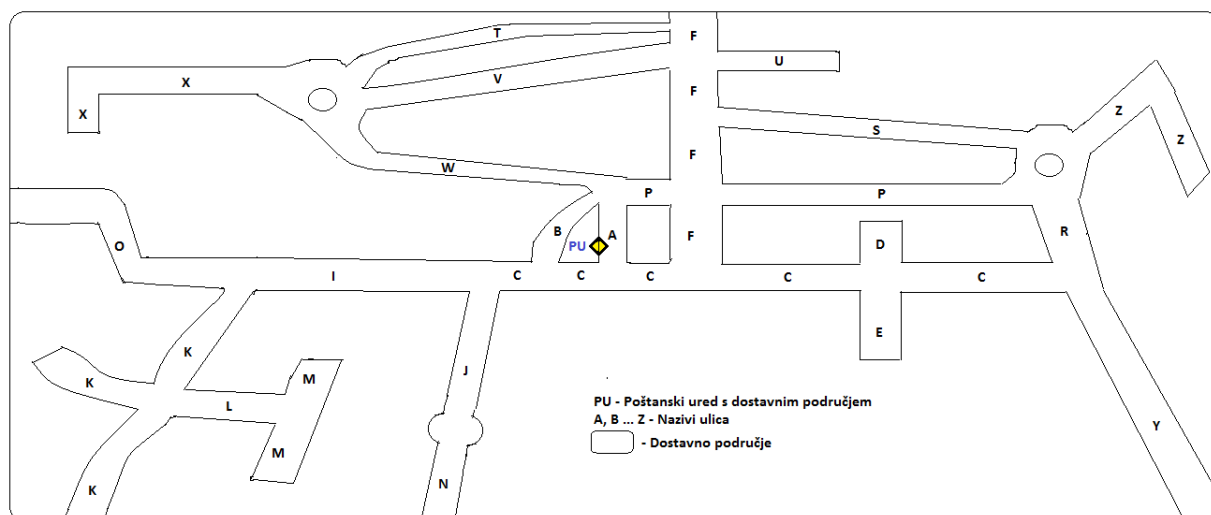 T
F
U
X
V
F
X
Z
S
Z
F
W
P
P
B
A
F
D
R
O
PU
I
C
C
C
C
C
E
K
J
K
M
L
PU - Poštanski ured s dostavnim područjem
A, B ... Z - Nazivi ulica
- Dostavno područje
M
Y
K
N